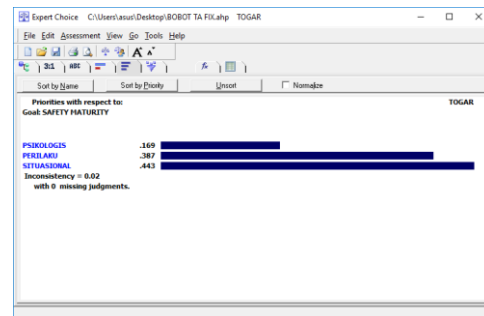 Expert Choice C:\Users\asus\Desktop\BOBOT TA FIX.ahp TOGAR
File Edit Assessment View Go Tools Help
3:1 ABC
Sort by Name Sort by Priority Unsort Normalize
Priorities with respect to: TOGAR
Goal: SAFETY MATURITY
PSIKOLOGIS .169
PERILAKU .387
SITUASIONAL .443
Inconsistency = 0.02
with 0 missing judgments.